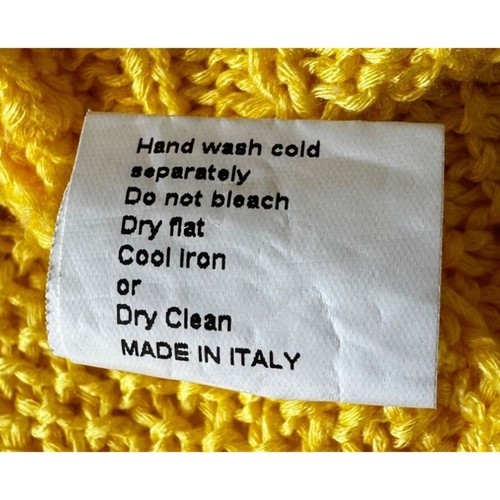 Hand wash cold
separately
Do not bleach
Dry flat
Cool iron
or
Dry Clean
MADE IN ITALY